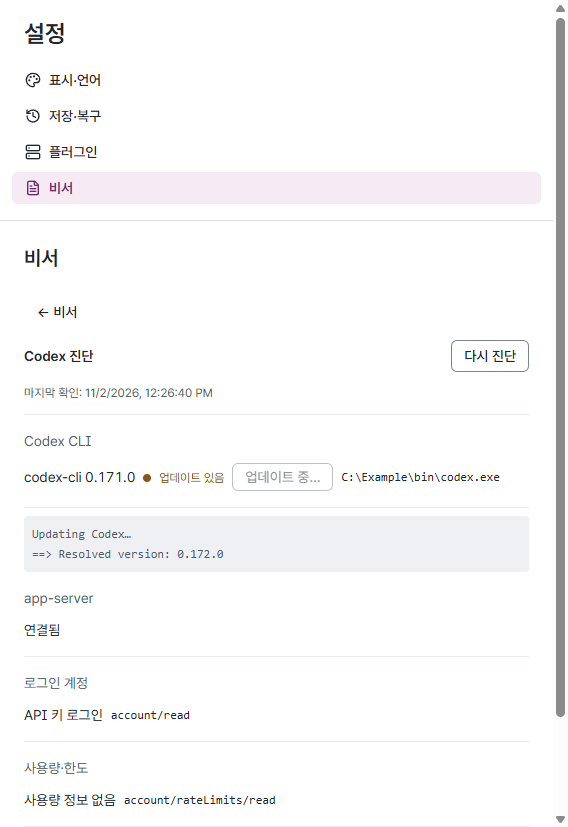 설정
표시·언어
저장·복구
플러그인
비서
비서
← 비서
Codex 진단
다시 진단
마지막 확인: 11/2/2026, 12:26:40 PM
Codex CLI
codex-cli 0.171.0 ● 업데이트 있음 업데이트 중... C:\Example\bin\codex.exe
Updating Codex…
==> Resolved version: 0.172.0
app-server
연결됨
로그인 계정
API 키 로그인 account/read
사용량·한도
사용량 정보 없음 account/rateLimits/read